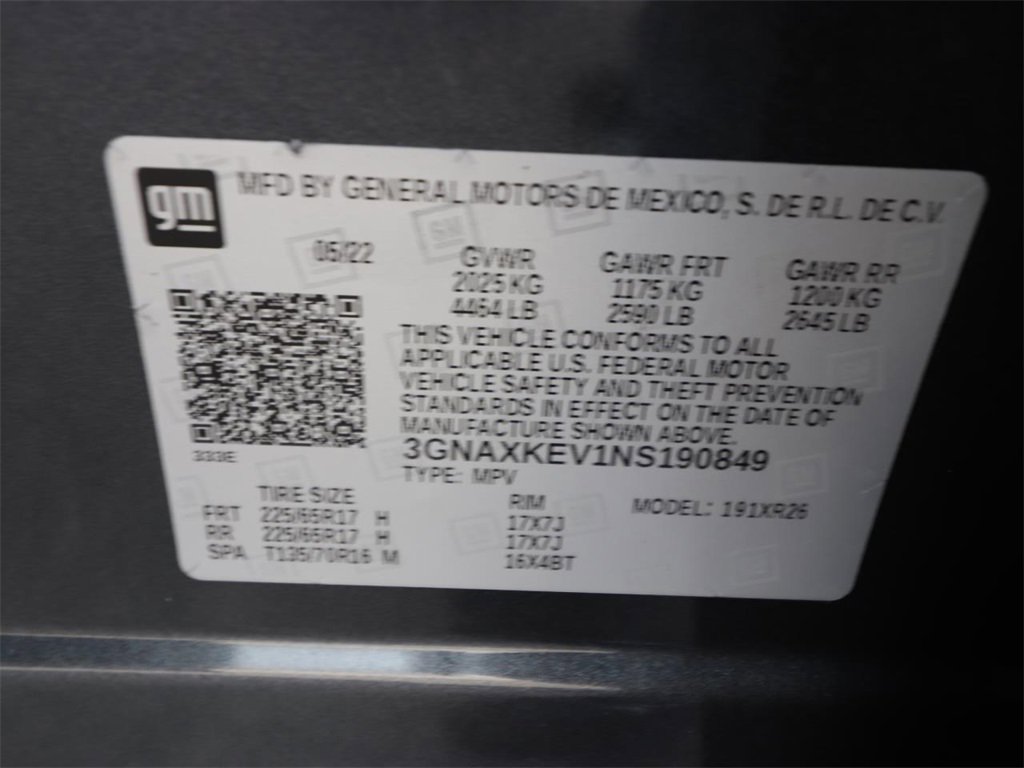 gm
MFD BY GENERAL MOTORS DE MEXICO, S. DE R.L. DE C.V.
05/22 GVWR GAWR FRT GAWR RR
2025 KG 1175 KG 1200 KG
4464 LB 2590 LB 2645 LB
THIS VEHICLE CONFORMS TO ALL
APPLICABLE U.S. FEDERAL MOTOR
VEHICLE SAFETY AND THEFT PREVENTION
STANDARDS IN EFFECT ON THE DATE OF
MANUFACTURE SHOWN ABOVE.
333E
3GNAXKEV1NS190849
TYPE: MPV
TIRE SIZE RIM MODEL: 191XR26
FRT 225/65R17 H 17X7J
RR 225/65R17 H 17X7J
SPA T135/70R16 M 16X4BT